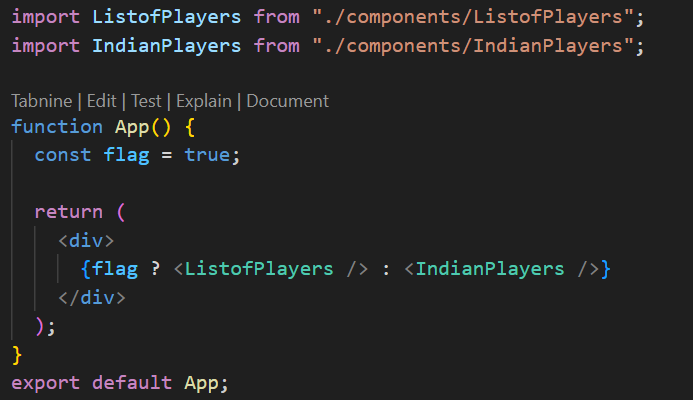 import ListofPlayers from "./components/ListofPlayers";
import IndianPlayers from "./components/IndianPlayers";
Tabnine | Edit | Test | Explain | Document
function App() {
  const flag = true;
  return (
    <div>
      {flag ? <ListofPlayers /> : <IndianPlayers />}
    </div>
  );
}
export default App;